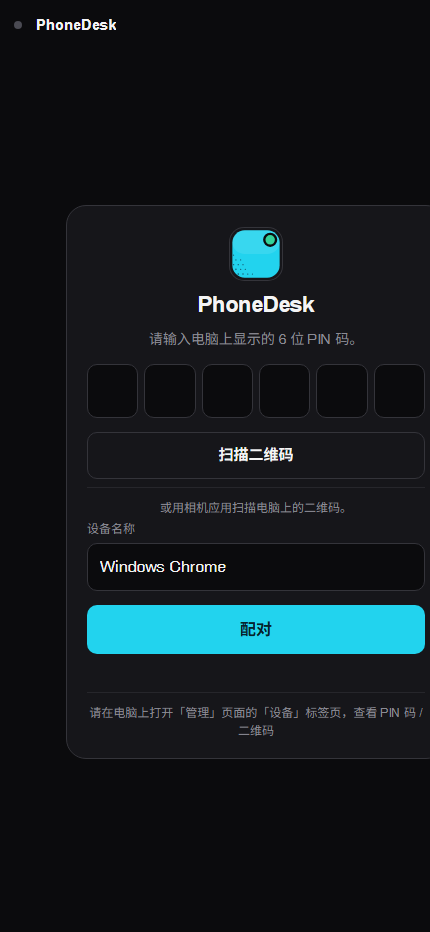 PhoneDesk
PhoneDesk
请输入电脑上显示的 6 位 PIN 码。
扫描二维码
或用相机应用扫描电脑上的二维码。
设备名称
Windows Chrome
配对
请在电脑上打开「管理」页面的「设备」标签页，查看 PIN 码 /
二维码